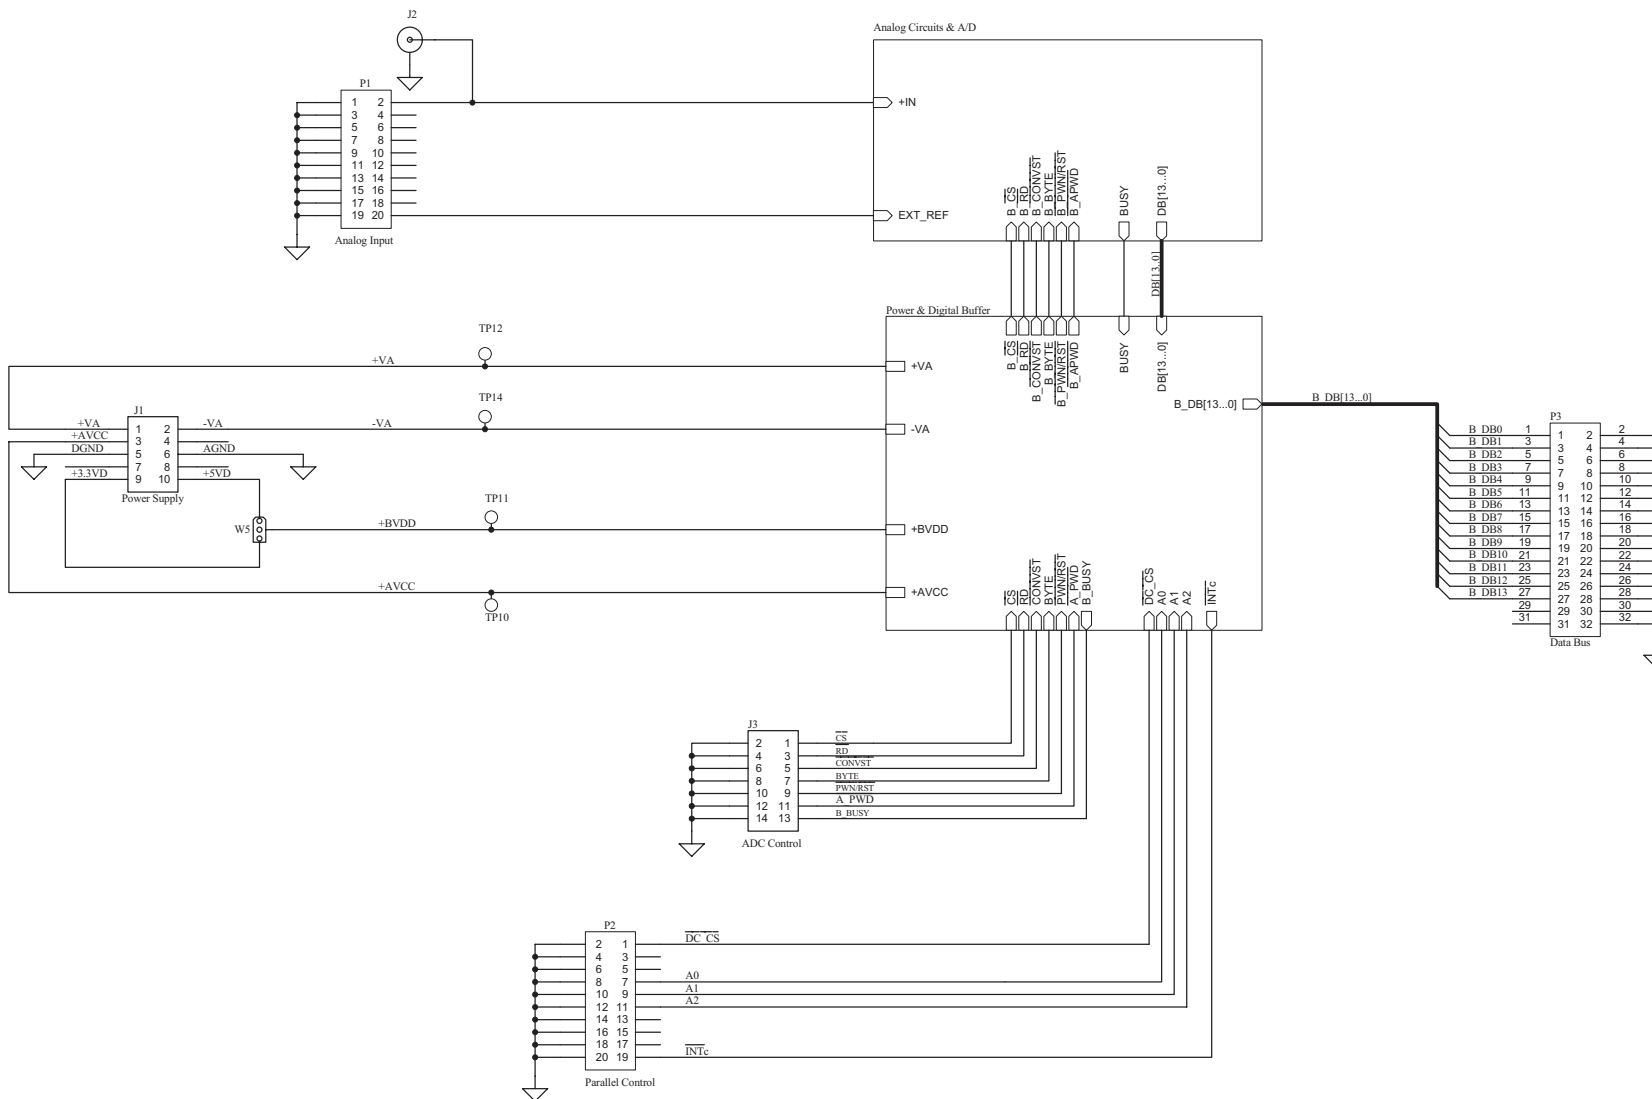 J2
Analog Circuits & A/D
P1
1 2
3 4
5 6
7 8
9 10
11 12
13 14
15 16
17 18
19 20
Analog Input
+IN
EXT_REF
B_CS
B_RD
B_CONVST
B_BYTE
B_PWN/RST
B_APWD
BUSY
DB[13...0]
DB[13..0]
Power & Digital Buffer
B_CS
B_RD
B_CONVST
B_BYTE
B_PWN/RST
B_APWD
BUSY
DB[13...0]
TP12
+VA
+VA
TP14
-VA
-VA
J1
+VA 1 2 -VA
+AVCC 3 4
DGND 5 6 AGND
7 8
+3.3VD 9 10 +5VD
Power Supply
W5
TP11
+BVDD
+BVDD
+AVCC
+AVCC
TP10
B_DB[13...0]
B_DB[13...0]
P3
B_DB0 1 1 2 2
B_DB1 3 3 4 4
B_DB2 5 5 6 6
B_DB3 7 7 8 8
B_DB4 9 9 10 10
B_DB5 11 11 12 12
B_DB6 13 13 14 14
B_DB7 15 15 16 16
B_DB8 17 17 18 18
B_DB9 19 19 20 20
B_DB10 21 21 22 22
B_DB11 23 23 24 24
B_DB12 25 25 26 26
B_DB13 27 27 28 28
29 29 30 30
31 31 32 32
Data Bus
CS
RD
CONVST
BYTE
PWN/RST
A_PWD
B_BUSY
DC_CS
A0
A1
A2
INTc
J3
2 1 CS
4 3 RD
6 5 CONVST
8 7 BYTE
10 9 PWN/RST
12 11 A_PWD
14 13 B_BUSY
ADC Control
P2
2 1 DC_CS
4 3
6 5
8 7 A0
10 9 A1
12 11 A2
14 13
16 15
18 17
20 19 INTc
Parallel Control